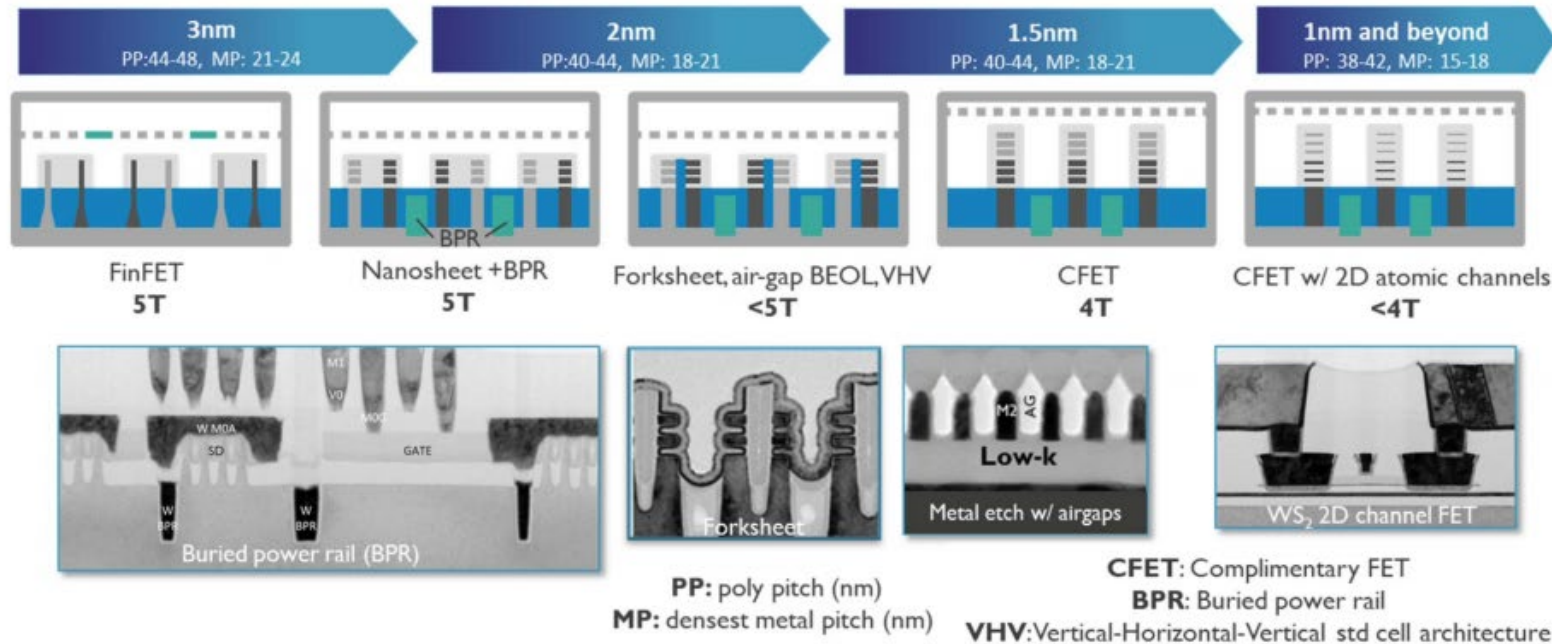 3nm
PP:44-48, MP: 21-24
2nm
PP:40-44, MP: 18-21
1.5nm
PP: 40-44, MP: 18-21
1nm and beyond
PP: 38-42, MP: 15-18
BPR
FinFET
5T
Nanosheet +BPR
5T
Forksheet, air-gap BEOL, VHV
<5T
CFET
4T
CFET w/ 2D atomic channels
<4T
M1
V0
W M0A
SD
GATE
W
BPR
W
BPR
W
BPR
Buried power rail (BPR)
Forksheet
M2
AG
Low-k
Metal etch w/ airgaps
WS₂ 2D channel FET
PP: poly pitch (nm)
MP: densest metal pitch (nm)
CFET: Complimentary FET
BPR: Buried power rail
VHV:Vertical-Horizontal-Vertical std cell architecture